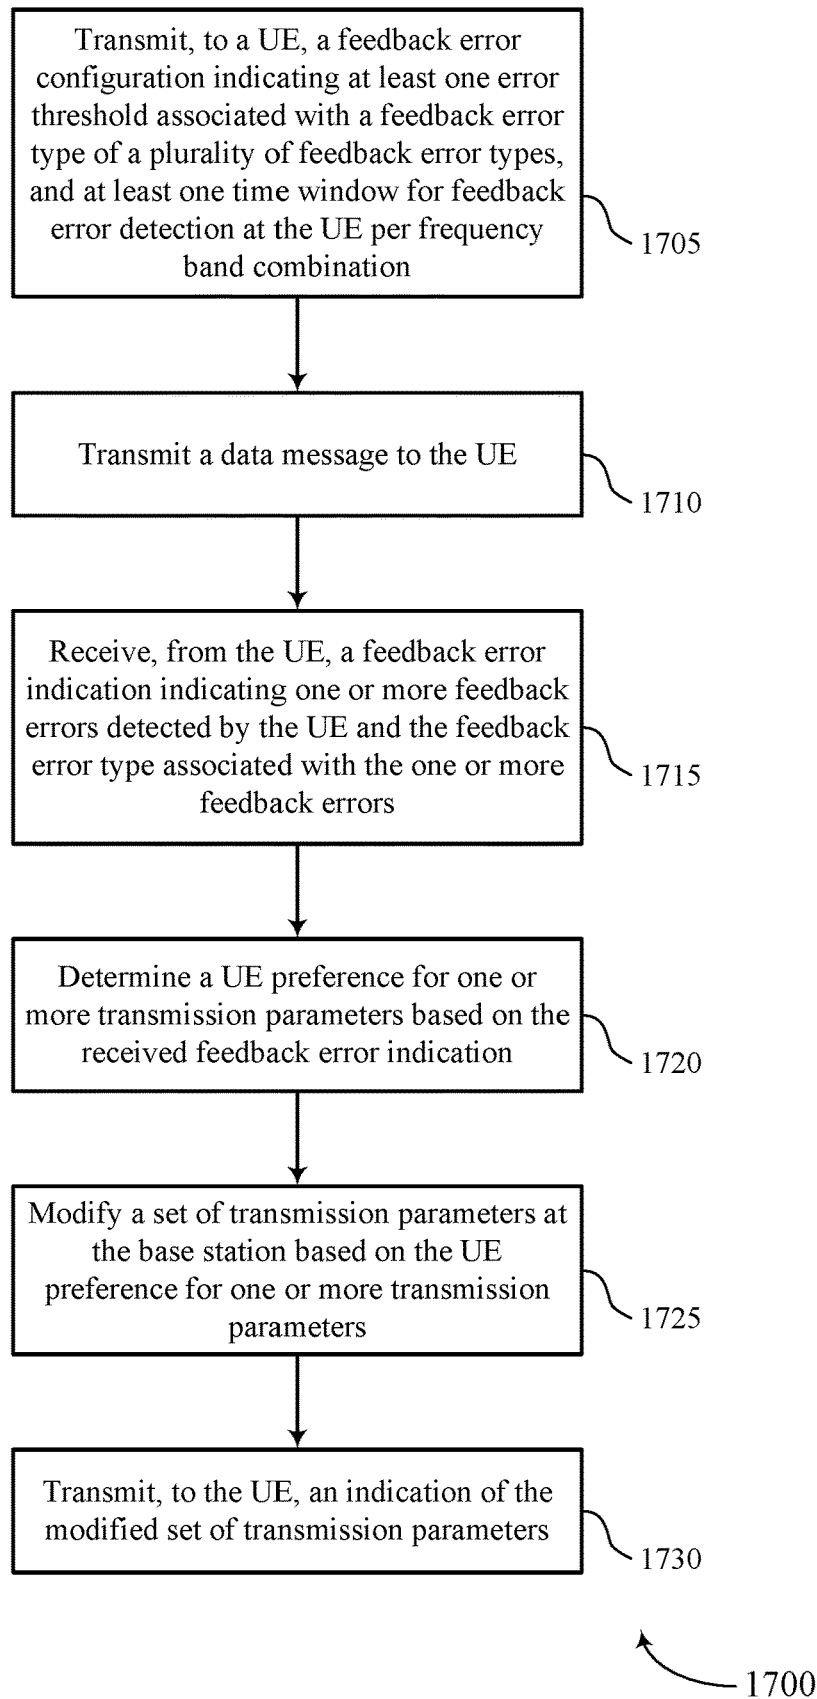 Transmit, to a UE, a feedback error
configuration indicating at least one error
threshold associated with a feedback error
type of a plurality of feedback error types,
and at least one time window for feedback
error detection at the UE per frequency
band combination
1705
Transmit a data message to the UE
1710
Receive, from the UE, a feedback error
indication indicating one or more feedback
errors detected by the UE and the feedback
error type associated with the one or more
feedback errors
1715
Determine a UE preference for one or
more transmission parameters based on the
received feedback error indication
1720
Modify a set of transmission parameters at
the base station based on the UE
preference for one or more transmission
parameters
1725
Transmit, to the UE, an indication of the
modified set of transmission parameters
1730
1700